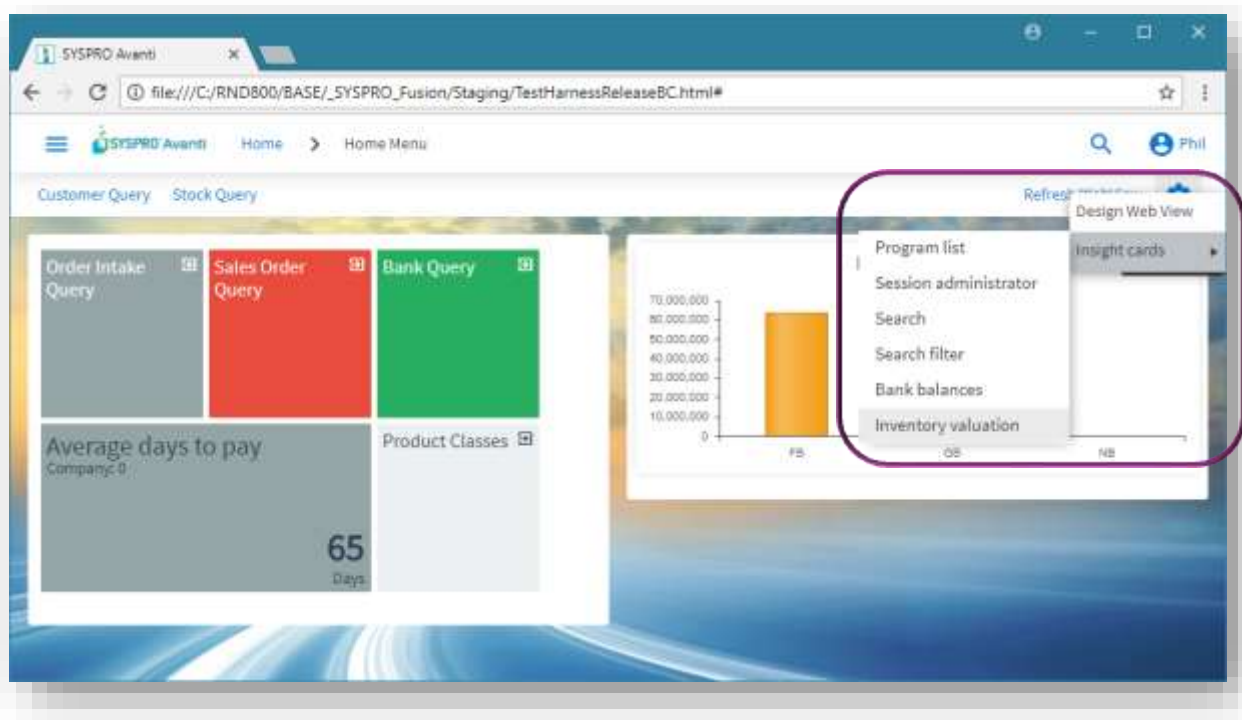 SYSPRO Avanti
file:///C:/RND800/BASE/_SYSPRO_Fusion/Staging/TestHarnessReleaseBC.html#
SYSPRO Avanti Home Home Menu Phil
Customer Query Stock Query Refresh
Design Web View
Insight cards
Program list
Session administrator
Search
Search filter
Bank balances
Inventory valuation
Order Intake
Query
Sales Order
Query
Bank Query
Average days to pay
Company: 0
65
Days
Product Classes
70,000,000
60,000,000
50,000,000
40,000,000
30,000,000
20,000,000
10,000,000
0
FB GB NB